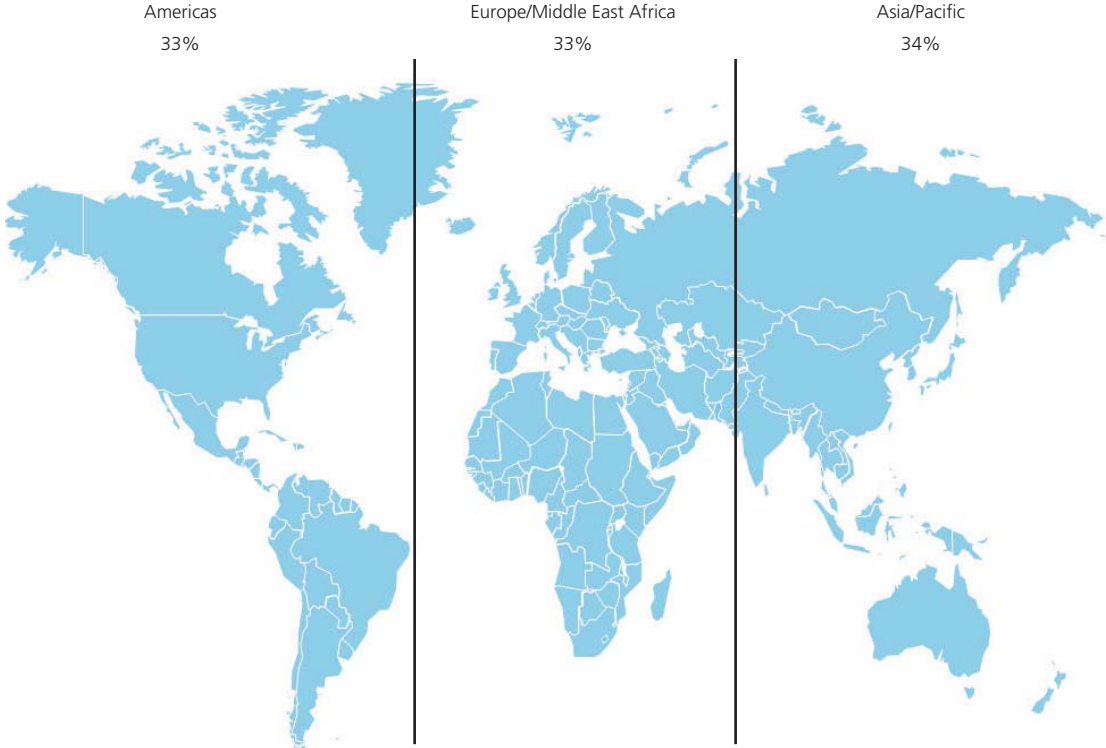 Americas
33%
Europe/Middle East Africa
33%
Asia/Pacific
34%